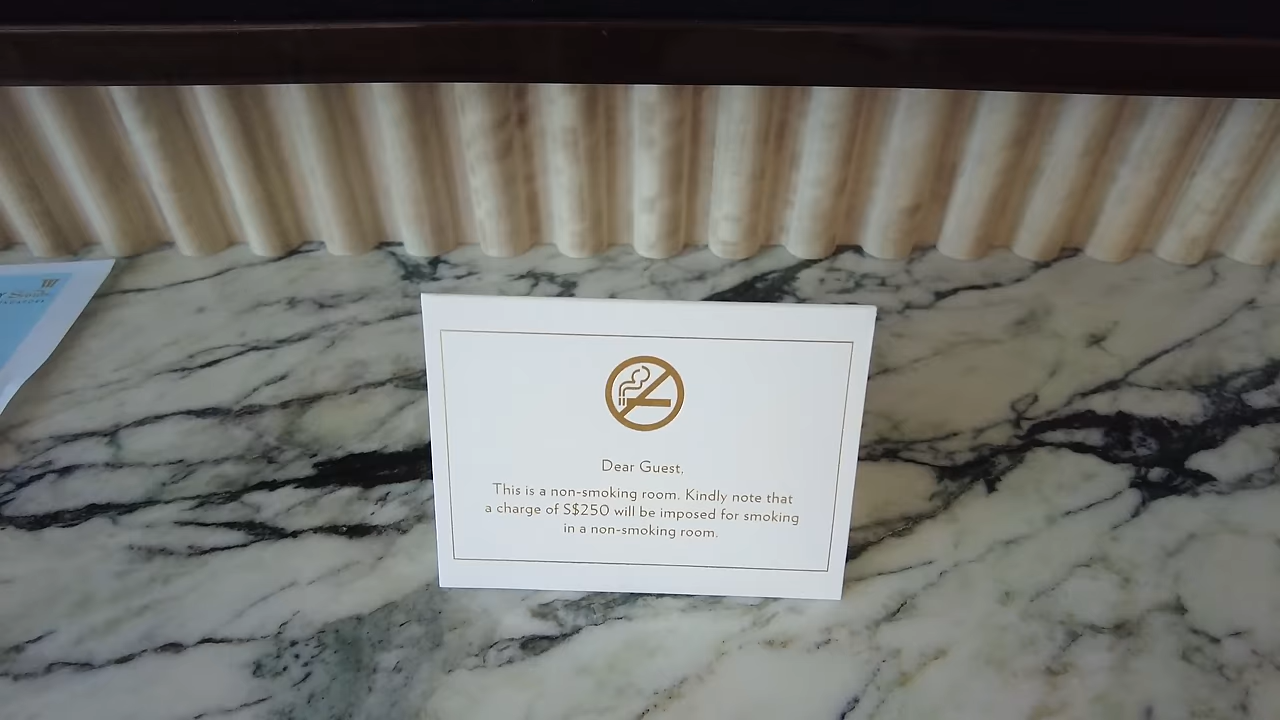 Dear Guest,
This is a non-smoking room. Kindly note that
a charge of S$250 will be imposed for smoking
in a non-smoking room.